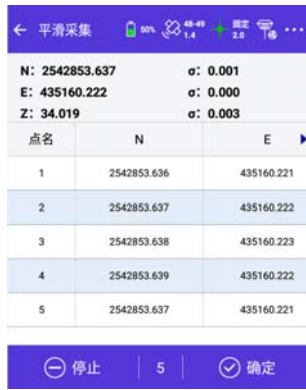 平滑采集 50% 48-49 1.4 固定 2.0
N: 2542853.637 σ: 0.001
E: 435160.222 σ: 0.000
Z: 34.019 σ: 0.003
点名 N E
1 2542853.636 435160.221
2 2542853.637 435160.222
3 2542853.638 435160.223
4 2542853.639 435160.222
5 2542853.637 435160.221
停止 5 确定